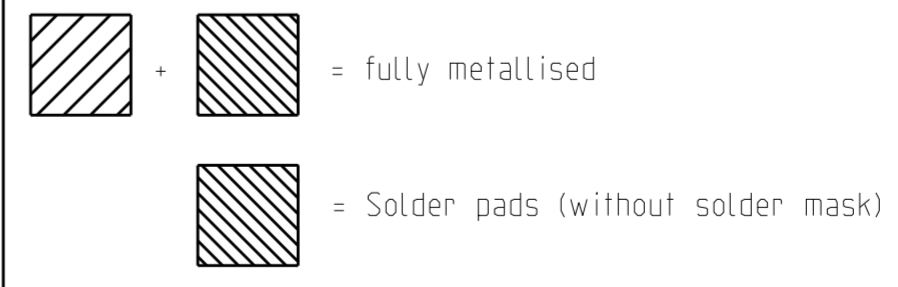 + = fully metallised
= Solder pads (without solder mask)